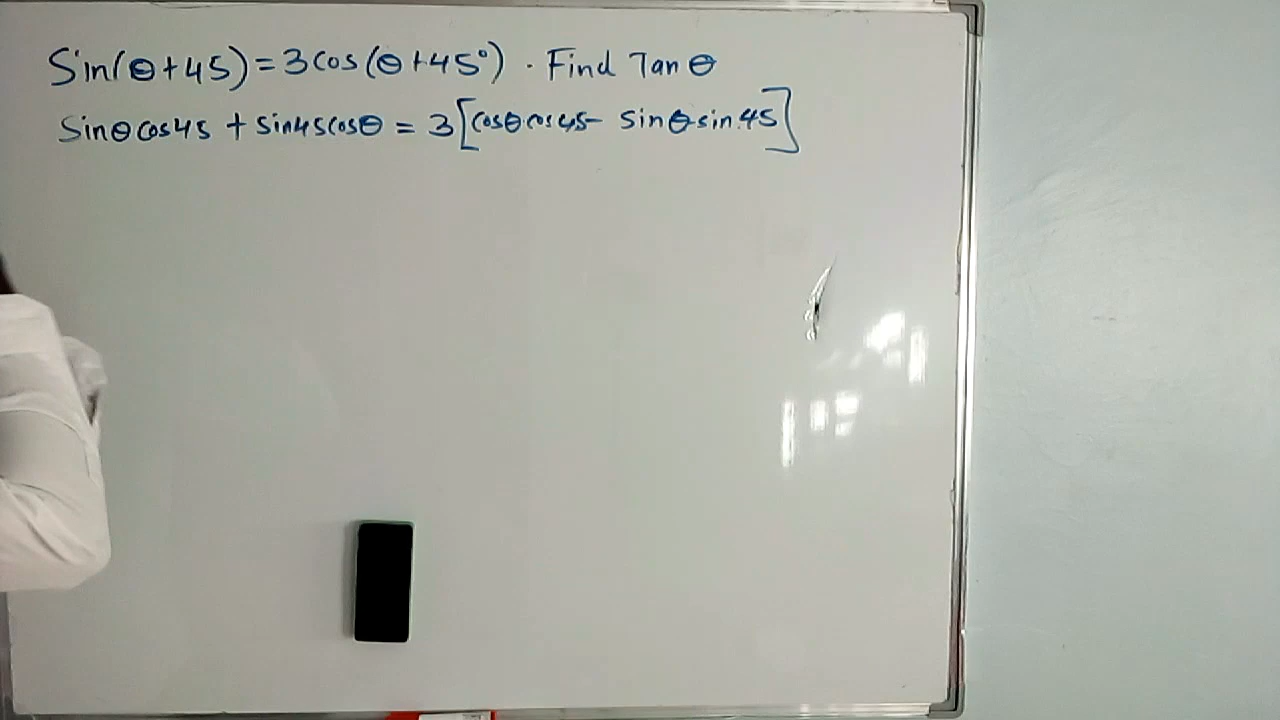 Sin(θ+45)=3cos(θ+45°) . Find Tan θ
Sinθcos45 + sin45cosθ = 3[cosθcos45- sinθsin45]